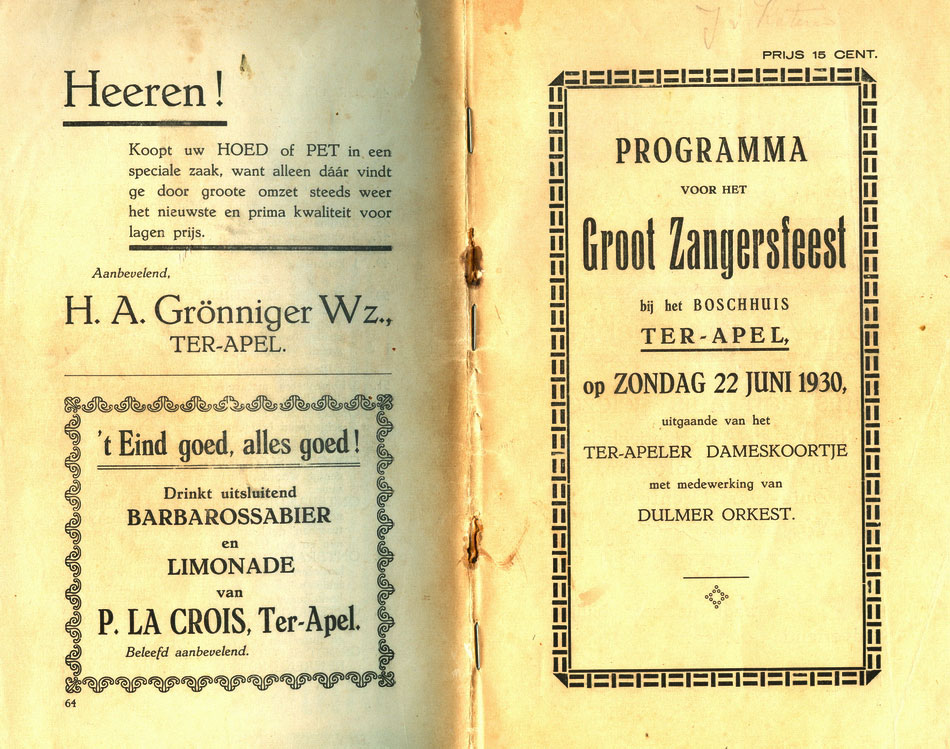 Heeren !
Koopt uw HOED of PET in een
speciale zaak, want alleen dáár vindt
ge door groote omzet steeds weer
het nieuwste en prima kwaliteit voor
lagen prijs.
Aanbevelend,
H. A. Grönniger Wz.,
TER-APEL.
't Eind goed, alles goed !
Drinkt uitsluitend
BARBAROSSABIER
en
LIMONADE
van
P. LA CROIS, Ter-Apel.
Beleefd aanbevelend.
64
PRIJS 15 CENT.
PROGRAMMA
VOOR HET
Groot Zangersfeest
bij het BOSCHHUIS
TER-APEL,
op ZONDAG 22 JUNI 1930,
uitgaande van het
TER-APELER DAMESKOORTJE
met medewerking van
DULMER ORKEST.